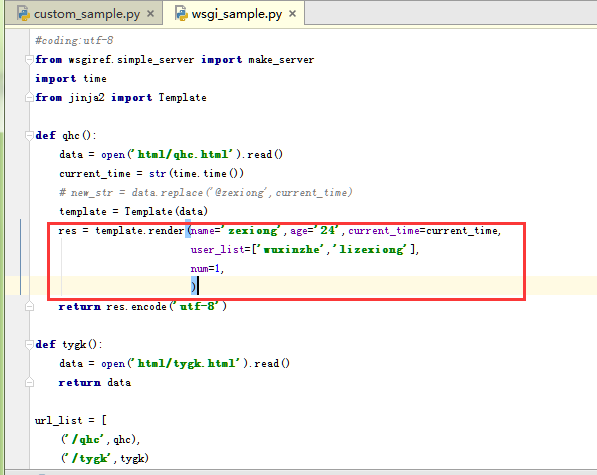 custom_sample.py × wsgi_sample.py ×
#coding:utf-8
from wsgiref.simple_server import make_server
import time
from jinja2 import Template
def qhc():
    data = open('html/qhc.html').read()
    current_time = str(time.time())
    # new_str = data.replace('@zexiong',current_time)
    template = Template(data)
    res = template.render(name='zexiong',age='24',current_time=current_time,
                          user_list=['wuxinzhe','lizexiong'],
                          num=1,
                          )
    return res.encode('utf-8')
def tygk():
    data = open('html/tygk.html').read()
    return data
url_list = [
    ('/qhc',qhc),
    ('/tygk',tygk)